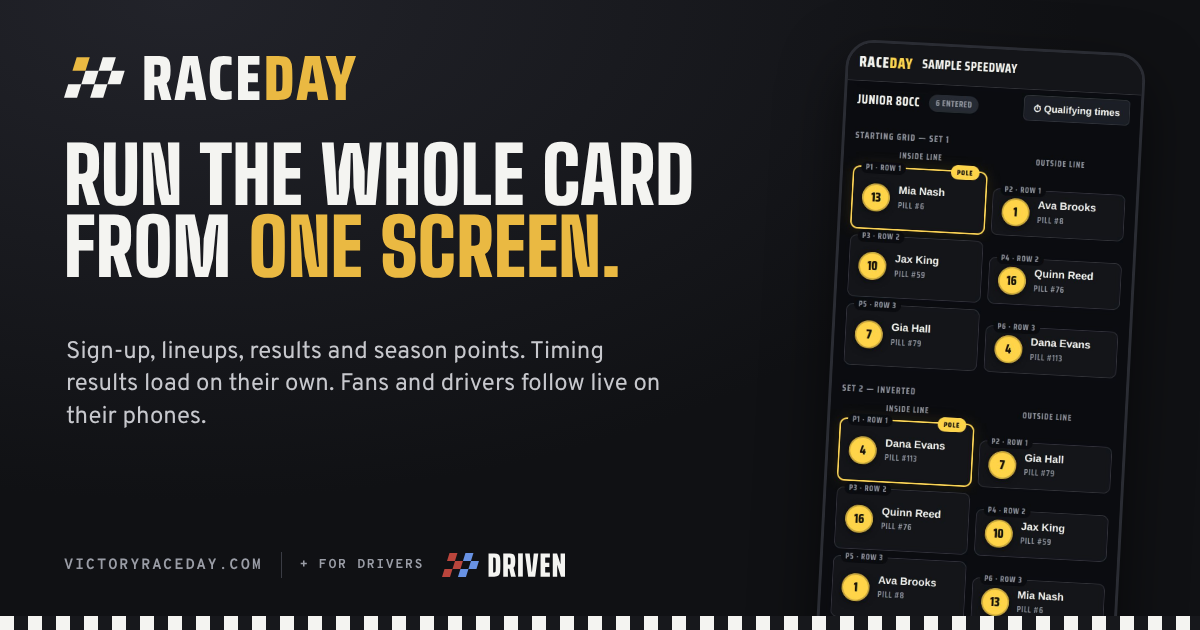 RACEDAY
RUN THE WHOLE CARD
FROM ONE SCREEN.
Sign-up, lineups, results and season points. Timing
results load on their own. Fans and drivers follow live on
their phones.
VICTORYRACEDAY.COM
+ FOR DRIVERS
DRIVEN
RACEDAY SAMPLE SPEEDWAY
JUNIOR 80CC 6 ENTERED
⏱ Qualifying times
STARTING GRID — SET 1
INSIDE LINE
OUTSIDE LINE
P1 · ROW 1
POLE
13
Mia Nash
PILL #6
P2 · ROW 1
1
Ava Brooks
PILL #8
P3 · ROW 2
10
Jax King
PILL #59
P4 · ROW 2
16
Quinn Reed
PILL #76
P5 · ROW 3
7
Gia Hall
PILL #79
P6 · ROW 3
4
Dana Evans
PILL #113
SET 2 — INVERTED
INSIDE LINE
OUTSIDE LINE
P1 · ROW 1
POLE
4
Dana Evans
PILL #113
P2 · ROW 1
7
Gia Hall
PILL #79
P3 · ROW 2
16
Quinn Reed
PILL #76
P4 · ROW 2
10
Jax King
PILL #59
P5 · ROW 3
1
Ava Brooks
PILL #8
P6 · ROW 3
13
Mia Nash
PILL #6